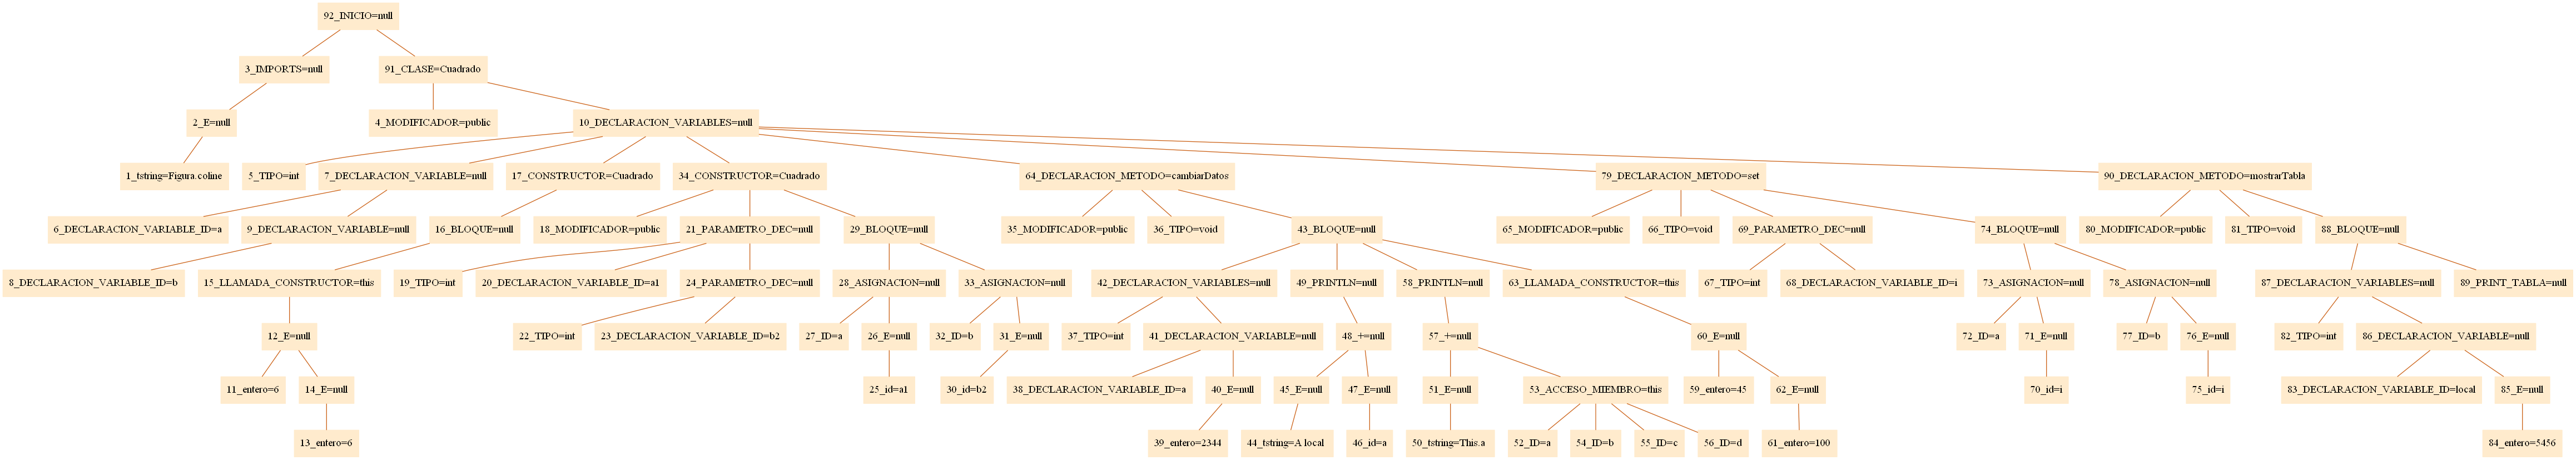 92_INICIO=null
3_IMPORTS=null
91_CLASE=Cuadrado
2_E=null
4_MODIFICADOR=public
10_DECLARACION_VARIABLES=null
1_tstring=Figura.coline
5_TIPO=int
7_DECLARACION_VARIABLE=null
17_CONSTRUCTOR=Cuadrado
34_CONSTRUCTOR=Cuadrado
64_DECLARACION_METODO=cambiarDatos
79_DECLARACION_METODO=set
90_DECLARACION_METODO=mostrarTabla
6_DECLARACION_VARIABLE_ID=a
9_DECLARACION_VARIABLE=null
16_BLOQUE=null
18_MODIFICADOR=public
21_PARAMETRO_DEC=null
29_BLOQUE=null
35_MODIFICADOR=public
36_TIPO=void
43_BLOQUE=null
65_MODIFICADOR=public
66_TIPO=void
69_PARAMETRO_DEC=null
74_BLOQUE=null
80_MODIFICADOR=public
81_TIPO=void
88_BLOQUE=null
8_DECLARACION_VARIABLE_ID=b
15_LLAMADA_CONSTRUCTOR=this
19_TIPO=int
20_DECLARACION_VARIABLE_ID=a1
24_PARAMETRO_DEC=null
28_ASIGNACION=null
33_ASIGNACION=null
42_DECLARACION_VARIABLES=null
49_PRINTLN=null
58_PRINTLN=null
63_LLAMADA_CONSTRUCTOR=this
67_TIPO=int
68_DECLARACION_VARIABLE_ID=i
73_ASIGNACION=null
78_ASIGNACION=null
87_DECLARACION_VARIABLES=null
89_PRINT_TABLA=null
12_E=null
22_TIPO=int
23_DECLARACION_VARIABLE_ID=b2
27_ID=a
26_E=null
32_ID=b
31_E=null
37_TIPO=int
41_DECLARACION_VARIABLE=null
48_+=null
57_+=null
60_E=null
72_ID=a
71_E=null
77_ID=b
76_E=null
82_TIPO=int
86_DECLARACION_VARIABLE=null
11_entero=6
14_E=null
25_id=a1
30_id=b2
38_DECLARACION_VARIABLE_ID=a
40_E=null
45_E=null
47_E=null
51_E=null
53_ACCESO_MIEMBRO=this
59_entero=45
62_E=null
70_id=i
75_id=i
83_DECLARACION_VARIABLE_ID=local
85_E=null
13_entero=6
39_entero=2344
44_tstring=A local
46_id=a
50_tstring=This.a
52_ID=a
54_ID=b
55_ID=c
56_ID=d
61_entero=100
84_entero=5456